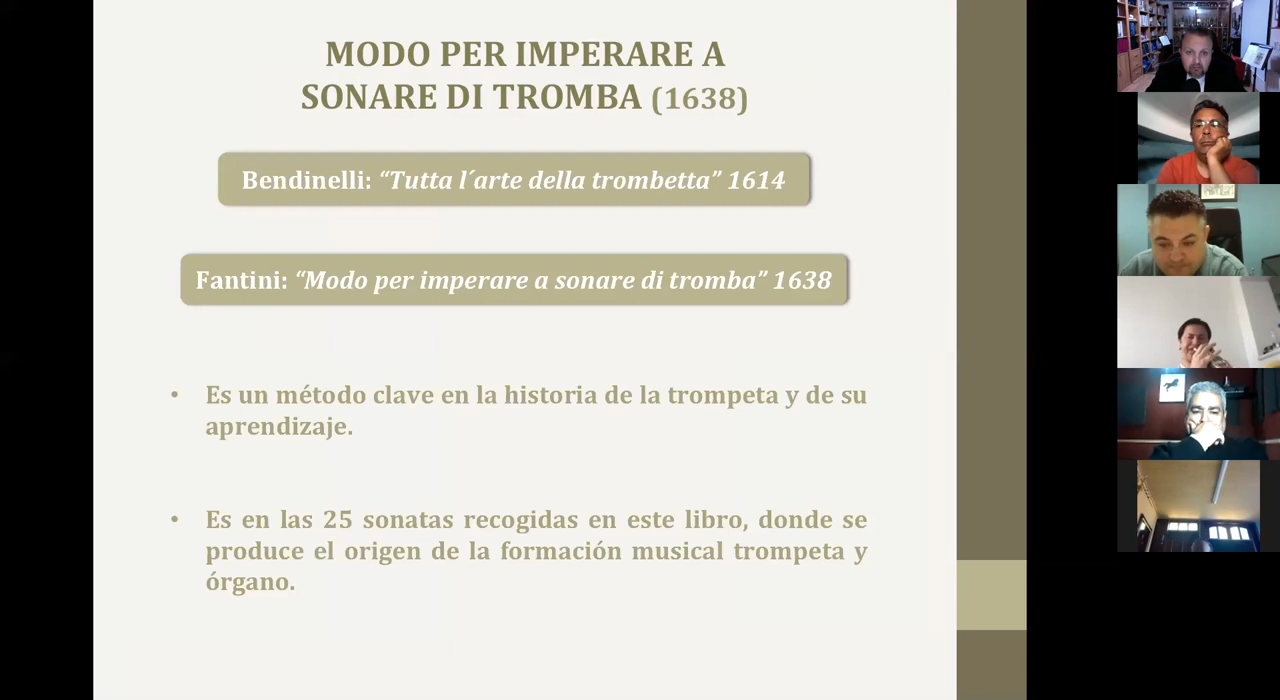 MODO PER IMPERARE A
SONARE DI TROMBA (1638)
Bendinelli: “Tutta l´arte della trombetta” 1614
Fantini: “Modo per imperare a sonare di tromba” 1638
• Es un método clave en la historia de la trompeta y de su
aprendizaje.
• Es en las 25 sonatas recogidas en este libro, donde se
produce el origen de la formación musical trompeta y
órgano.